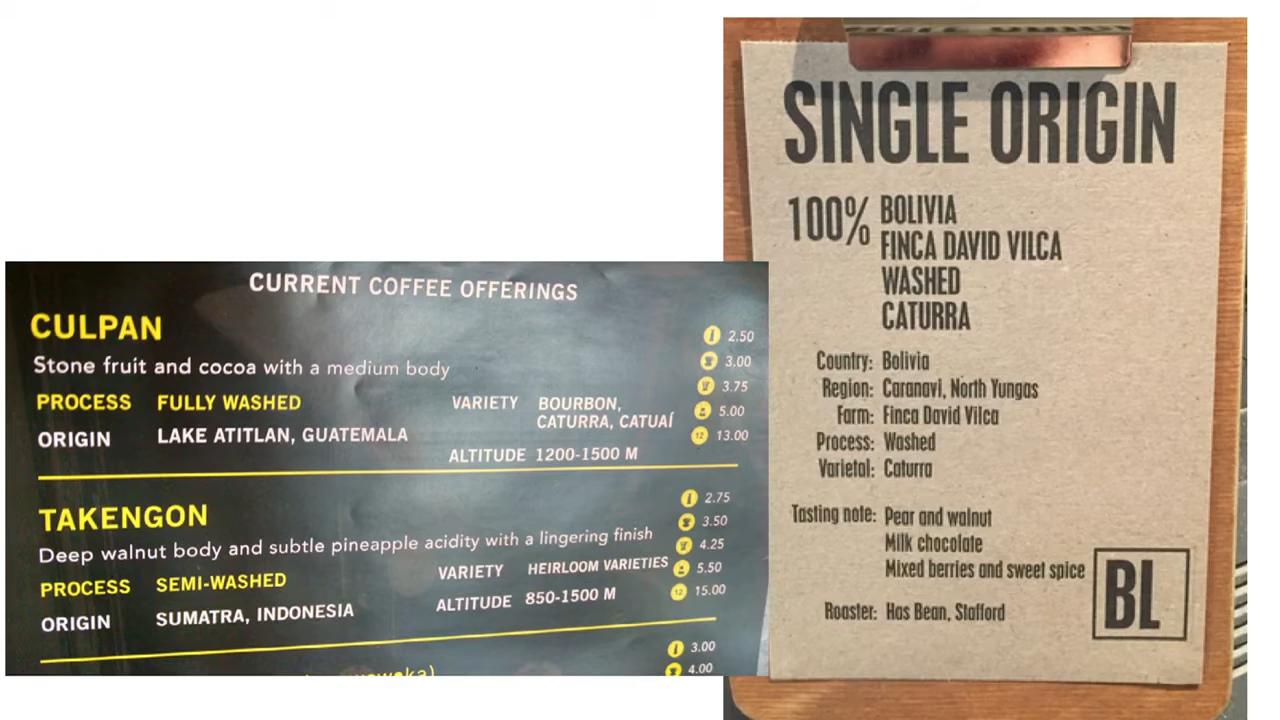 CURRENT COFFEE OFFERINGS
CULPAN
Stone fruit and cocoa with a medium body
PROCESS FULLY WASHED
ORIGIN LAKE ATITLAN, GUATEMALA
VARIETY BOURBON,
CATURRA, CATUAÍ
ALTITUDE 1200-1500 M
2.50
3.00
3.75
5.00
12 13.00
TAKENGON
Deep walnut body and subtle pineapple acidity with a lingering finish
PROCESS SEMI-WASHED
ORIGIN SUMATRA, INDONESIA
VARIETY HEIRLOOM VARIETIES
ALTITUDE 850-1500 M
2.75
3.50
4.25
5.50
12 15.00
3.00
4.00
SINGLE ORIGIN
100% BOLIVIA
FINCA DAVID VILCA
WASHED
CATURRA
Country: Bolivia
Region: Caranavi, North Yungas
Farm: Finca David Vilca
Process: Washed
Varietal: Caturra
Tasting note: Pear and walnut
Milk chocolate
Mixed berries and sweet spice
Roaster: Has Bean, Stafford
BL